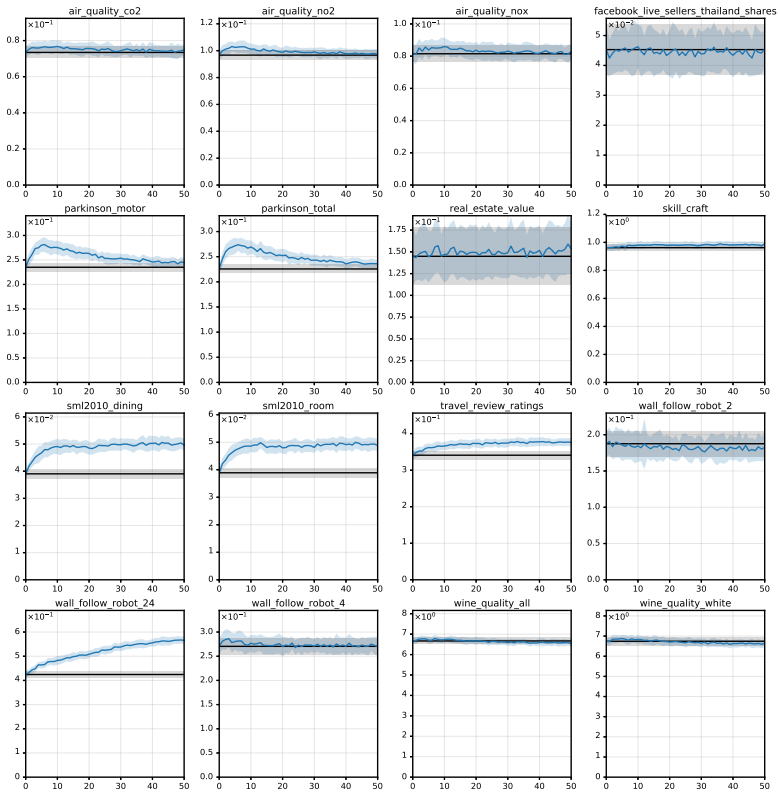 air_quality_co2 air_quality_no2 air_quality_nox facebook_live_sellers_thailand_shares
×10⁻¹ ×10⁻¹ ×10⁻¹ ×10⁻²
0.8 1.2 1.0 5
0.6 1.0 0.8 4
0.4 0.8 0.6 3
0.6 0.4 2
0.2 0.4 0.2 1
0.2
0.0 0.0 0.0 0
0 10 20 30 40 50 0 10 20 30 40 50 0 10 20 30 40 50 0 10 20 30 40 50
parkinson_motor parkinson_total real_estate_value skill_craft
×10⁻¹ ×10⁻¹ ×10⁻¹ ×10⁰
3.0 3.0 1.75 1.2
2.5 2.5 1.50 1.0
2.0 2.0 1.25 0.8
1.5 1.5 1.00 0.6
1.0 1.0 0.75 0.4
0.5 0.5 0.50 0.2
0.25
0.0 0.0 0.00 0.0
0 10 20 30 40 50 0 10 20 30 40 50 0 10 20 30 40 50 0 10 20 30 40 50
sml2010_dining sml2010_room travel_review_ratings wall_follow_robot_2
×10⁻² ×10⁻² ×10⁻¹ ×10⁻¹
6 6 4 2.0
5 5 3 1.5
4 4 2 1.0
3 3 1 0.5
2 2
1 1
0 0 0 0.0
0 10 20 30 40 50 0 10 20 30 40 50 0 10 20 30 40 50 0 10 20 30 40 50
wall_follow_robot_24 wall_follow_robot_4 wine_quality_all wine_quality_white
×10⁻¹ ×10⁻¹ ×10⁰ ×10⁰
6 3.0 8 8
5 2.5 7 7
4 2.0 6 6
3 1.5 5 5
2 1.0 4 4
1 0.5 3 3
2 2
1 1
0 0.0 0 0
0 10 20 30 40 50 0 10 20 30 40 50 0 10 20 30 40 50 0 10 20 30 40 50